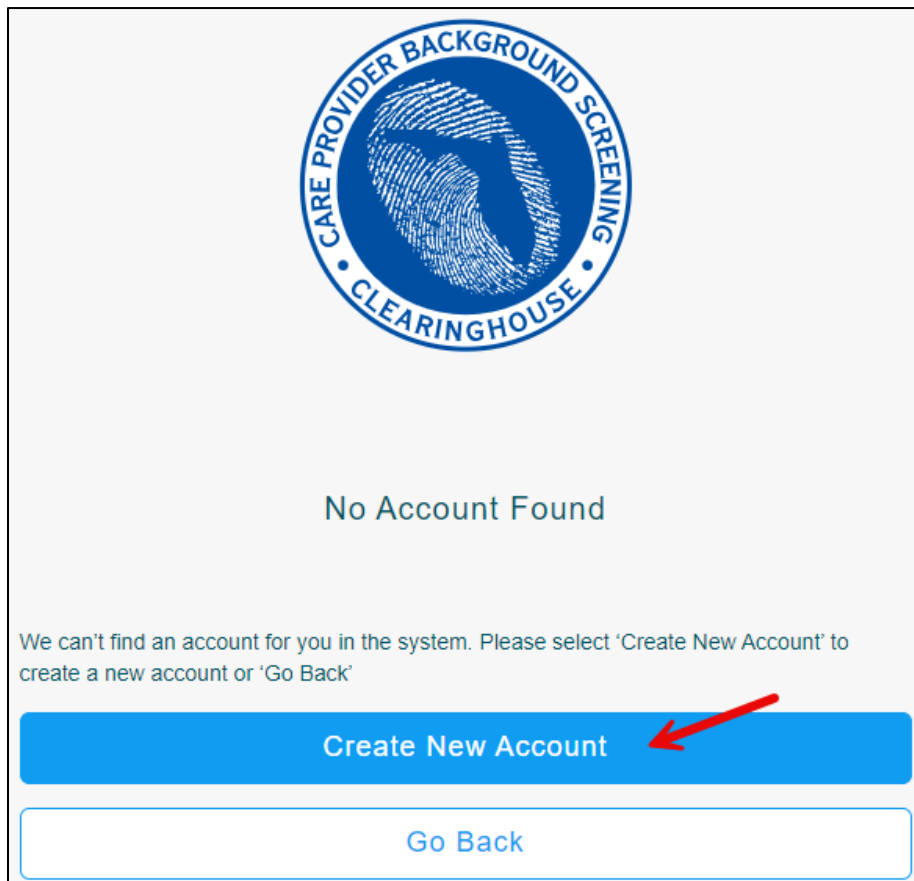 CARE PROVIDER BACKGROUND SCREENING
• CLEARINGHOUSE •
No Account Found
We can’t find an account for you in the system. Please select ‘Create New Account’ to
create a new account or ‘Go Back’
Create New Account
Go Back